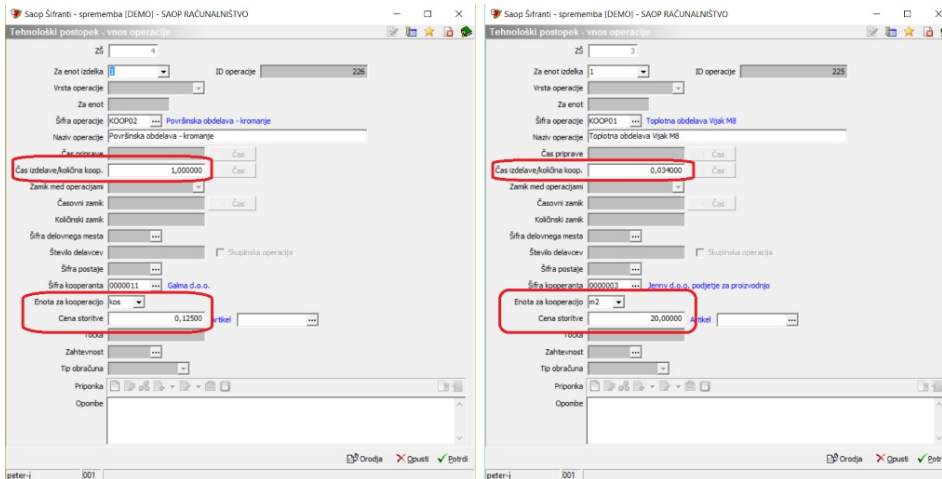 Saop Šifranti - sprememba [DEMO] - SAOP RAČUNALNIŠTVO
Tehnološki postopek - vnos operacije
ZŠ 4
Za enot izdelka 1 ID operacije 226
Vrsta operacije
Za enot
Šifra operacije KOOP02 ... Površinska obdelava - kromanje
Naziv operacije Površinska obdelava - kromanje
Čas priprave Čas
Čas izdelave/količna koop. 1,000000 Čas
Zamik med operacijami
Časovni zamik Čas
Količinski zamik
Šifra delovnega mesta ...
Število delavcev Skupinska operacija
Šifra postaje ...
Šifra kooperanta 0000011 ... Galma d.o.o.
Enota za kooperacijo kos
Cena storitve 0,12500 Artikel ...
Točka
Zahtevnost ...
Tip obračuna
Priponka
Opombe
Orodja Opusti Potrdi
peter-j 001
Saop Šifranti - sprememba [DEMO] - SAOP RAČUNALNIŠTVO
Tehnološki postopek - vnos operacije
ZŠ 3
Za enot izdelka 1 ID operacije 225
Vrsta operacije
Za enot
Šifra operacije KOOP01 ... Toplotna obdelava Vijak M8
Naziv operacije Toplotna obdelava Vijak M8
Čas priprave Čas
Čas izdelave/količna koop. 0,034000 Čas
Zamik med operacijami
Časovni zamik Čas
Količinski zamik
Šifra delovnega mesta ...
Število delavcev Skupinska operacija
Šifra postaje ...
Šifra kooperanta 0000003 ... Jenny d.o.o, podjetje za proizvodnjo
Enota za kooperacijo m2
Cena storitve 20,00000 Artikel ...
Točka
Zahtevnost ...
Tip obračuna
Priponka
Opombe
Orodja Opusti Potr
peter-j 001